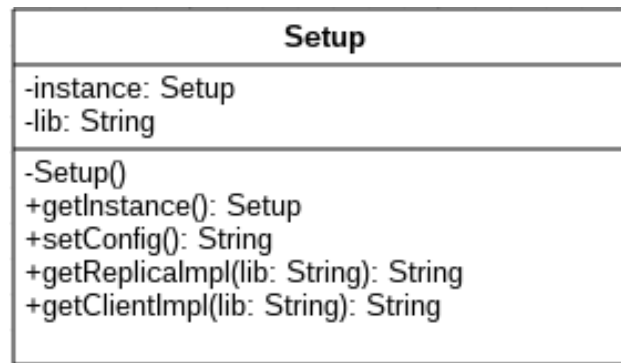 Setup
-instance: Setup
-lib: String
-Setup()
+getInstance(): Setup
+setConfig(): String
+getReplicaImpl(lib: String): String
+getClientImpl(lib: String): String